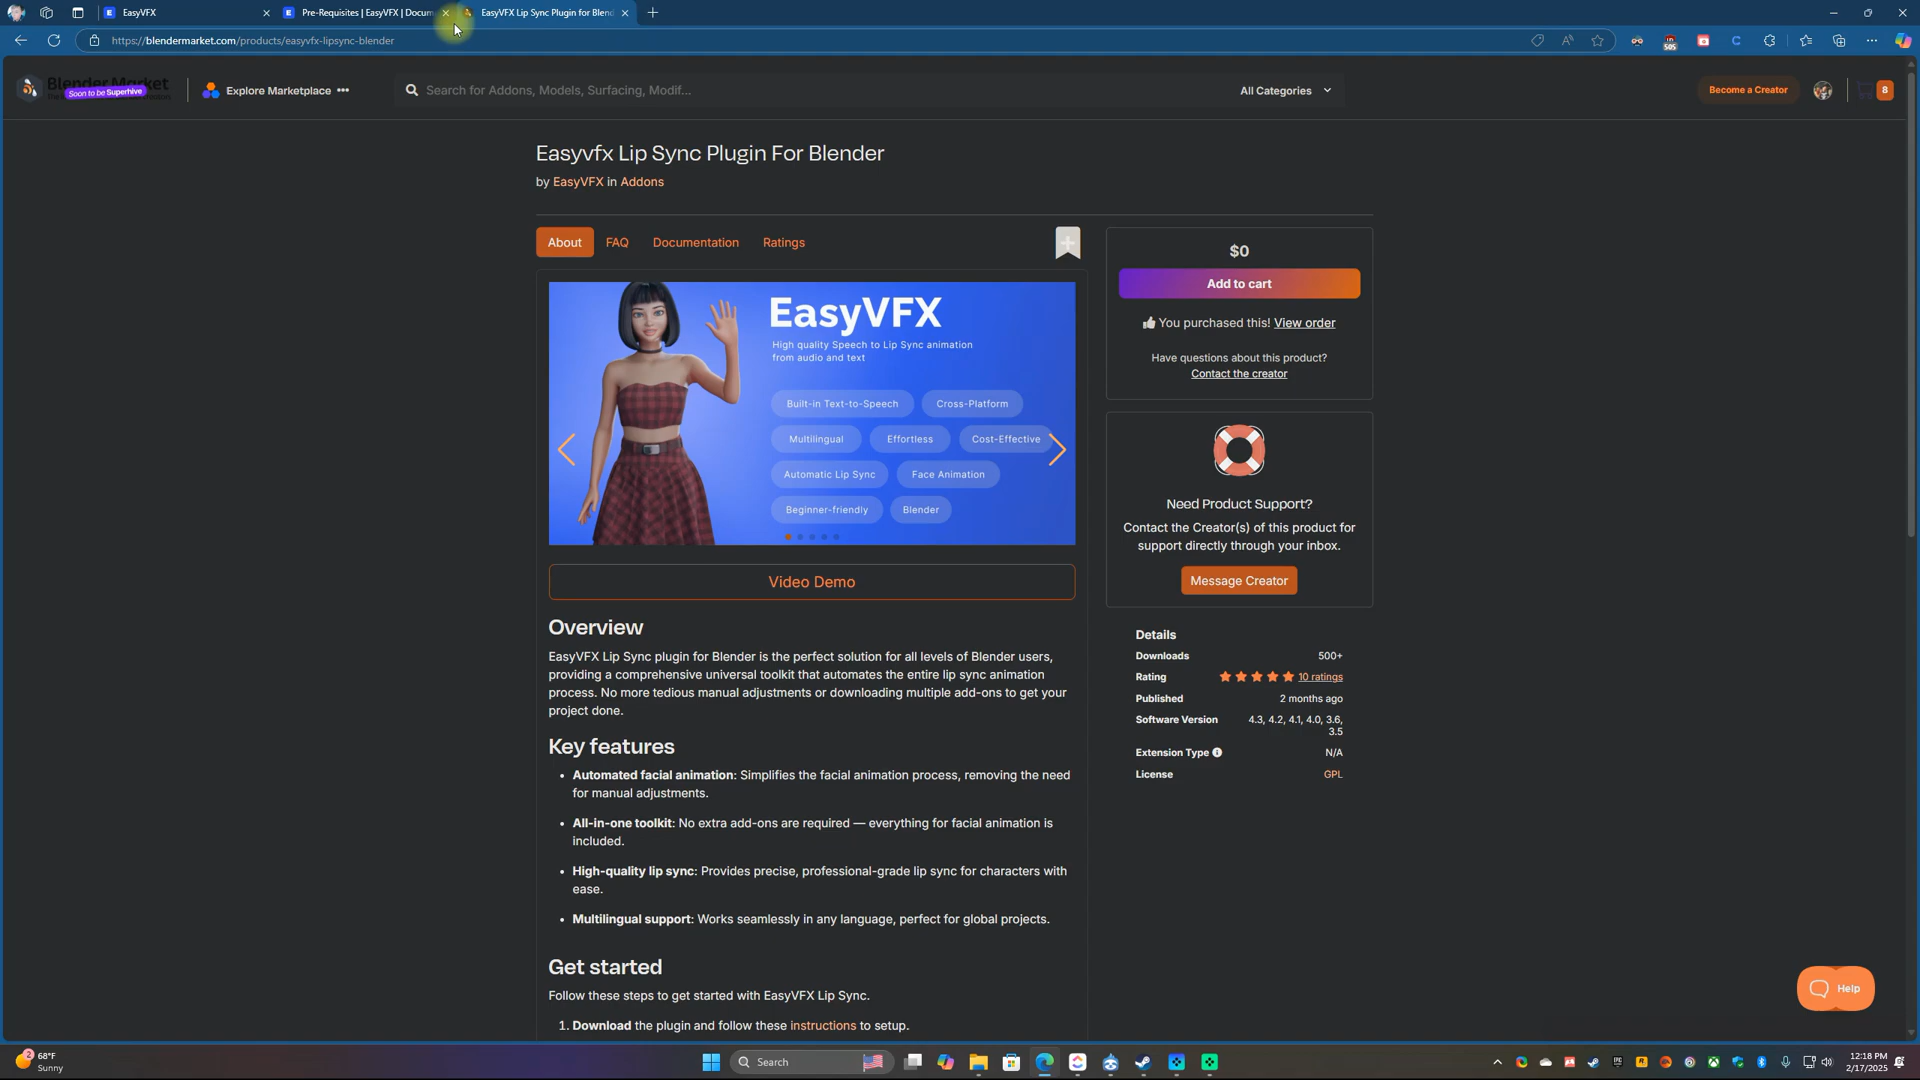 EasyVFX
Pre-Requisites | EasyVFX | Docum
EasyVFX Lip Sync Plugin for Blend
https://blendermarket.com/products/easyvfx-lipsync-blender
Blender Market
Soon to be Superhive
Explore Marketplace •••
Search for Addons, Models, Surfacing, Modif...
All Categories
Become a Creator
8
Easyvfx Lip Sync Plugin For Blender
by EasyVFX in Addons
About
FAQ
Documentation
Ratings
$0
Add to cart
You purchased this! View order
Have questions about this product?
Contact the creator
EasyVFX
High quality Speech to Lip Sync animation
from audio and text
Built-in Text-to-Speech
Cross-Platform
Multilingual
Effortless
Cost-Effective
Automatic Lip Sync
Face Animation
Beginner-friendly
Blender
Need Product Support?
Contact the Creator(s) of this product for
support directly through your inbox.
Message Creator
Video Demo
Overview
EasyVFX Lip Sync plugin for Blender is the perfect solution for all levels of Blender users,
providing a comprehensive universal toolkit that automates the entire lip sync animation
process. No more tedious manual adjustments or downloading multiple add-ons to get your
project done.
Details
Downloads 500+
Rating 10 ratings
Published 2 months ago
Software Version 4.3, 4.2, 4.1, 4.0, 3.6,
3.5
Extension Type N/A
License GPL
Key features
• Automated facial animation: Simplifies the facial animation process, removing the need
for manual adjustments.
• All-in-one toolkit: No extra add-ons are required — everything for facial animation is
included.
• High-quality lip sync: Provides precise, professional-grade lip sync for characters with
ease.
• Multilingual support: Works seamlessly in any language, perfect for global projects.
Get started
Follow these steps to get started with EasyVFX Lip Sync.
1. Download the plugin and follow these instructions to setup.
Help
2
68°F
Sunny
Search
12:18 PM
2/17/2025